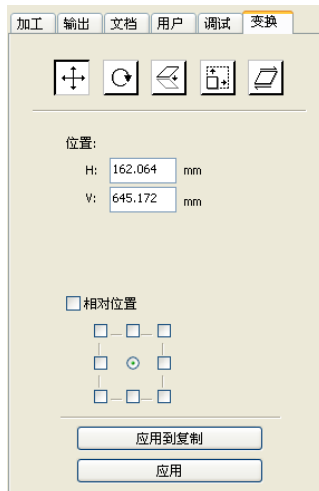 加工 输出 文档 用户 调试 变换
位置:
H: 162.064 mm
V: 645.172 mm
相对位置
应用到复制
应用